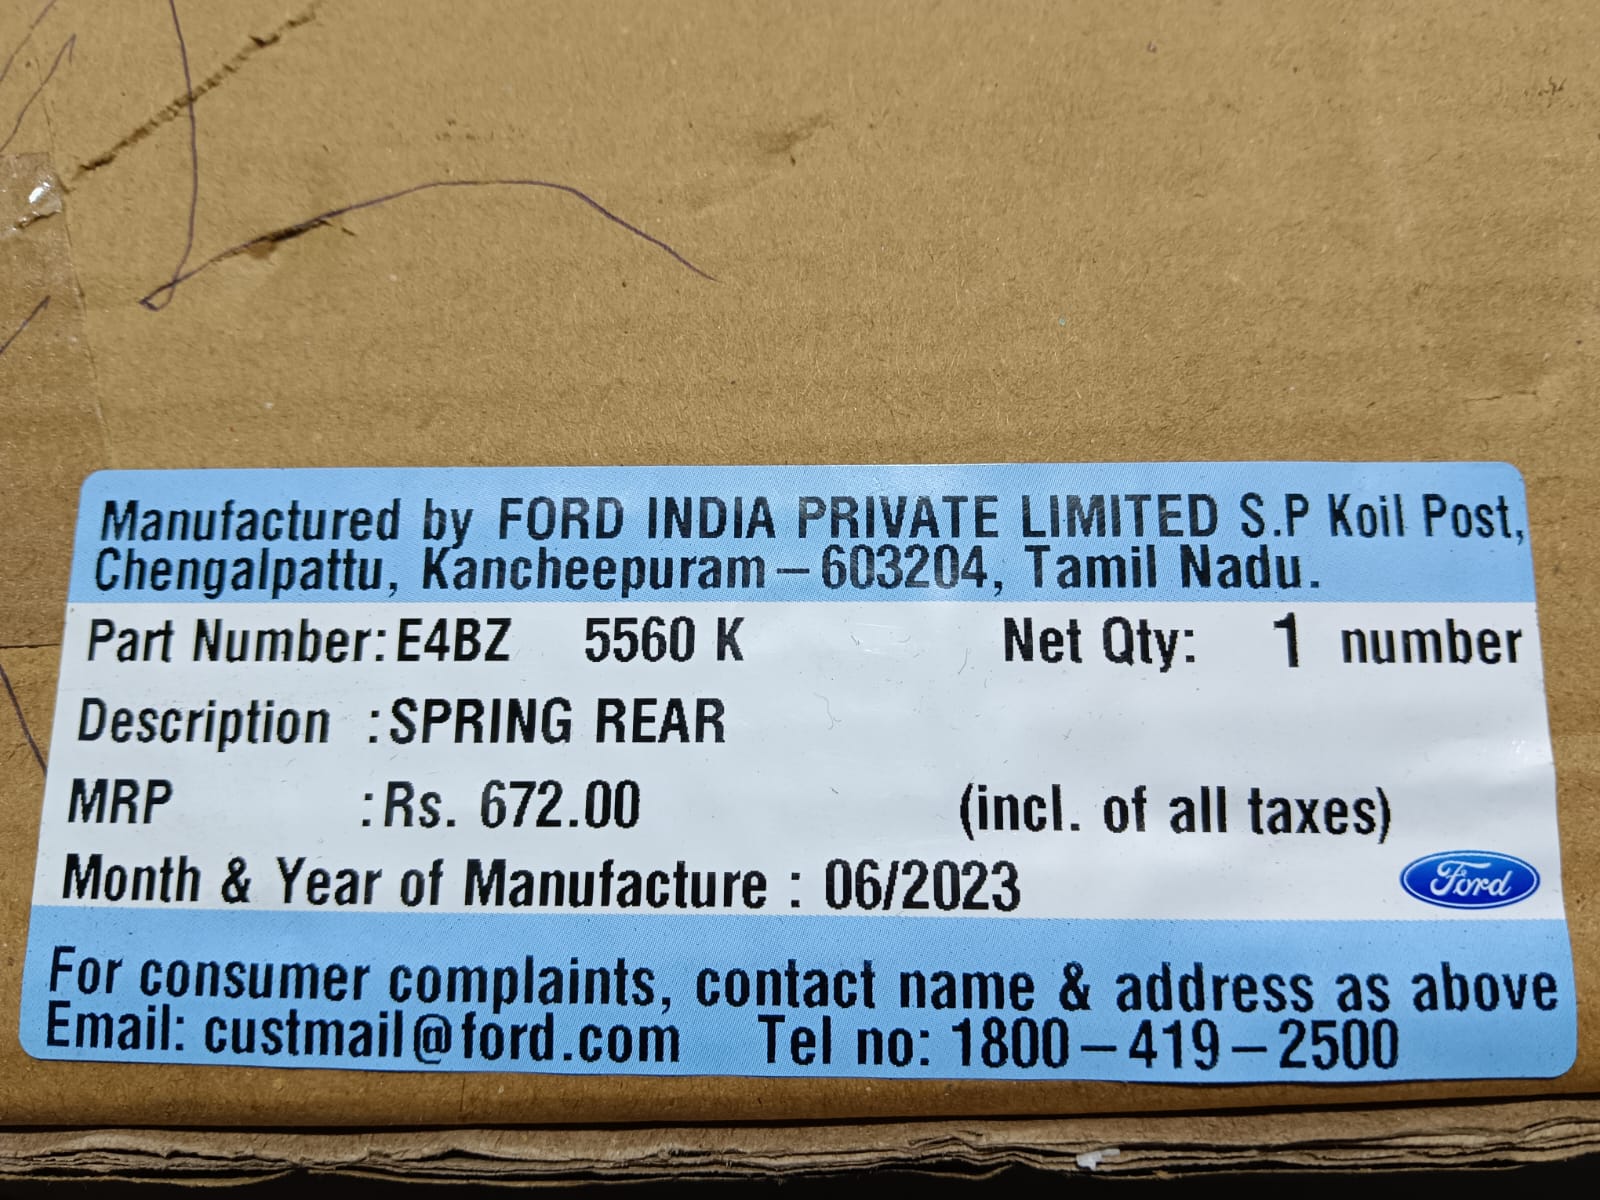 Manufactured by FORD INDIA PRIVATE LIMITED S.P Koil Post,
Chengalpattu, Kancheepuram – 603204, Tamil Nadu.
Part Number: E4BZ 5560 K Net Qty: 1 number
Description : SPRING REAR
MRP : Rs. 672.00 (incl. of all taxes)
Month & Year of Manufacture : 06/2023
Ford
For consumer complaints, contact name & address as above
Email: custmail@ford.com Tel no: 1800 – 419 – 2500